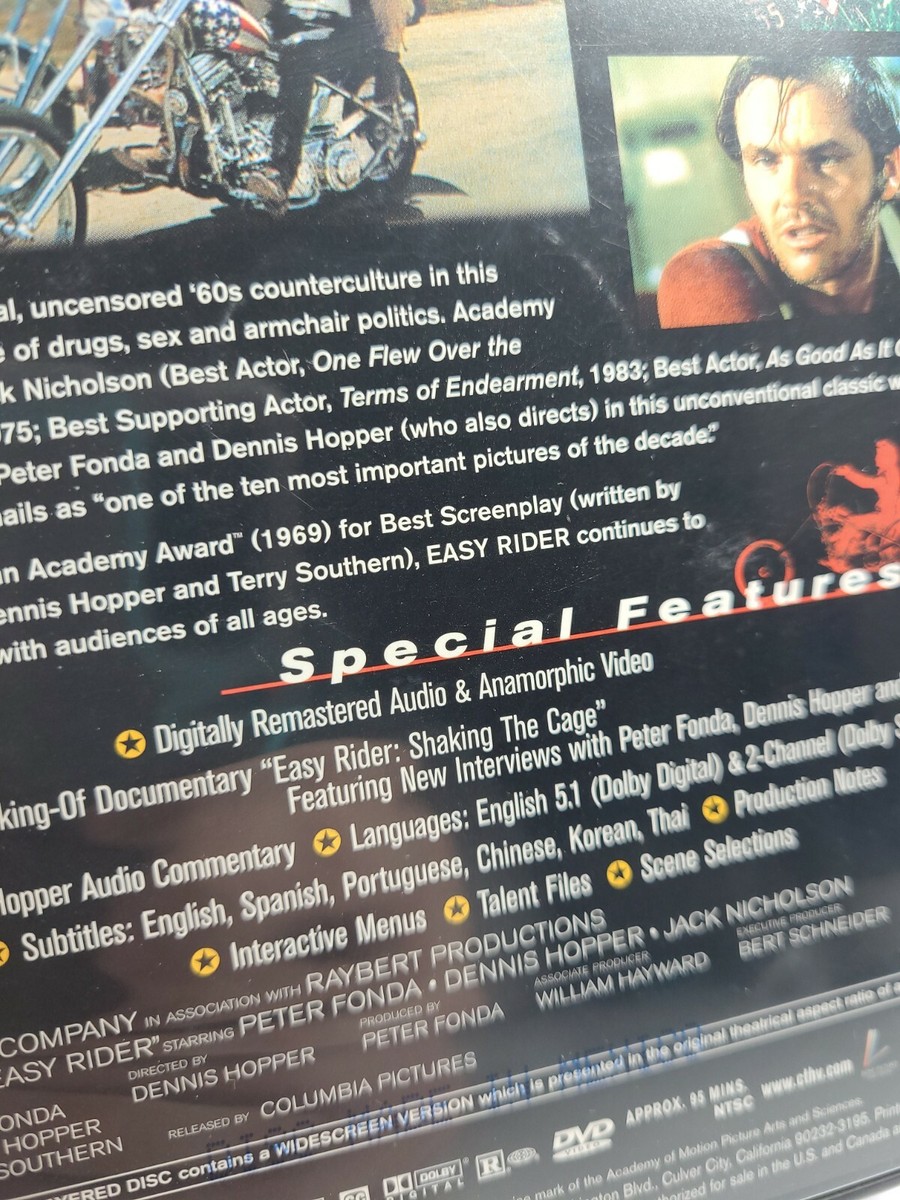 al, uncensored '60s counterculture in this
of drugs, sex and armchair politics. Academy
k Nicholson (Best Actor, One Flew Over the
975; Best Supporting Actor, Terms of Endearment, 1983; Best Actor, As Good As It
Peter Fonda and Dennis Hopper (who also directs) in this unconventional classic w
ails as "one of the ten most important pictures of the decade."
an Academy Award™ (1969) for Best Screenplay (written by
ennis Hopper and Terry Southern), EASY RIDER continues to
with audiences of all ages.
Special Features
Digitally Remastered Audio & Anamorphic Video
king-Of Documentary "Easy Rider: Shaking The Cage"
Featuring New Interviews with Peter Fonda, Dennis Hopper and
Hopper Audio Commentary ★ Languages: English 5.1 (Dolby Digital) & 2-Channel (Dolby S
Subtitles: English, Spanish, Portuguese, Chinese, Korean, Thai ★ Production Notes
Interactive Menus ★ Talent Files ★ Scene Selections
COMPANY IN ASSOCIATION WITH RAYBERT PRODUCTIONS
EASY RIDER" STARRING PETER FONDA • DENNIS HOPPER • JACK NICHOLSON
DIRECTED BY DENNIS HOPPER
PRODUCED BY PETER FONDA
ASSOCIATE PRODUCER WILLIAM HAYWARD
EXECUTIVE PRODUCER BERT SCHNEIDER
ONDA
HOPPER
SOUTHERN
RELEASED BY COLUMBIA PICTURES
YERED DISC contains a WIDESCREEN VERSION which is presented in the original theatrical aspect ratio of
DOLBY DIGITAL
R
DVD VIDEO
APPROX. 95 MINS.
NTSC
www.cthv.com
mark of the Academy of Motion Picture Arts and Sciences.
Blvd., Culver City, California 90232-3195. Print
thorized for sale in the U.S. and Canada